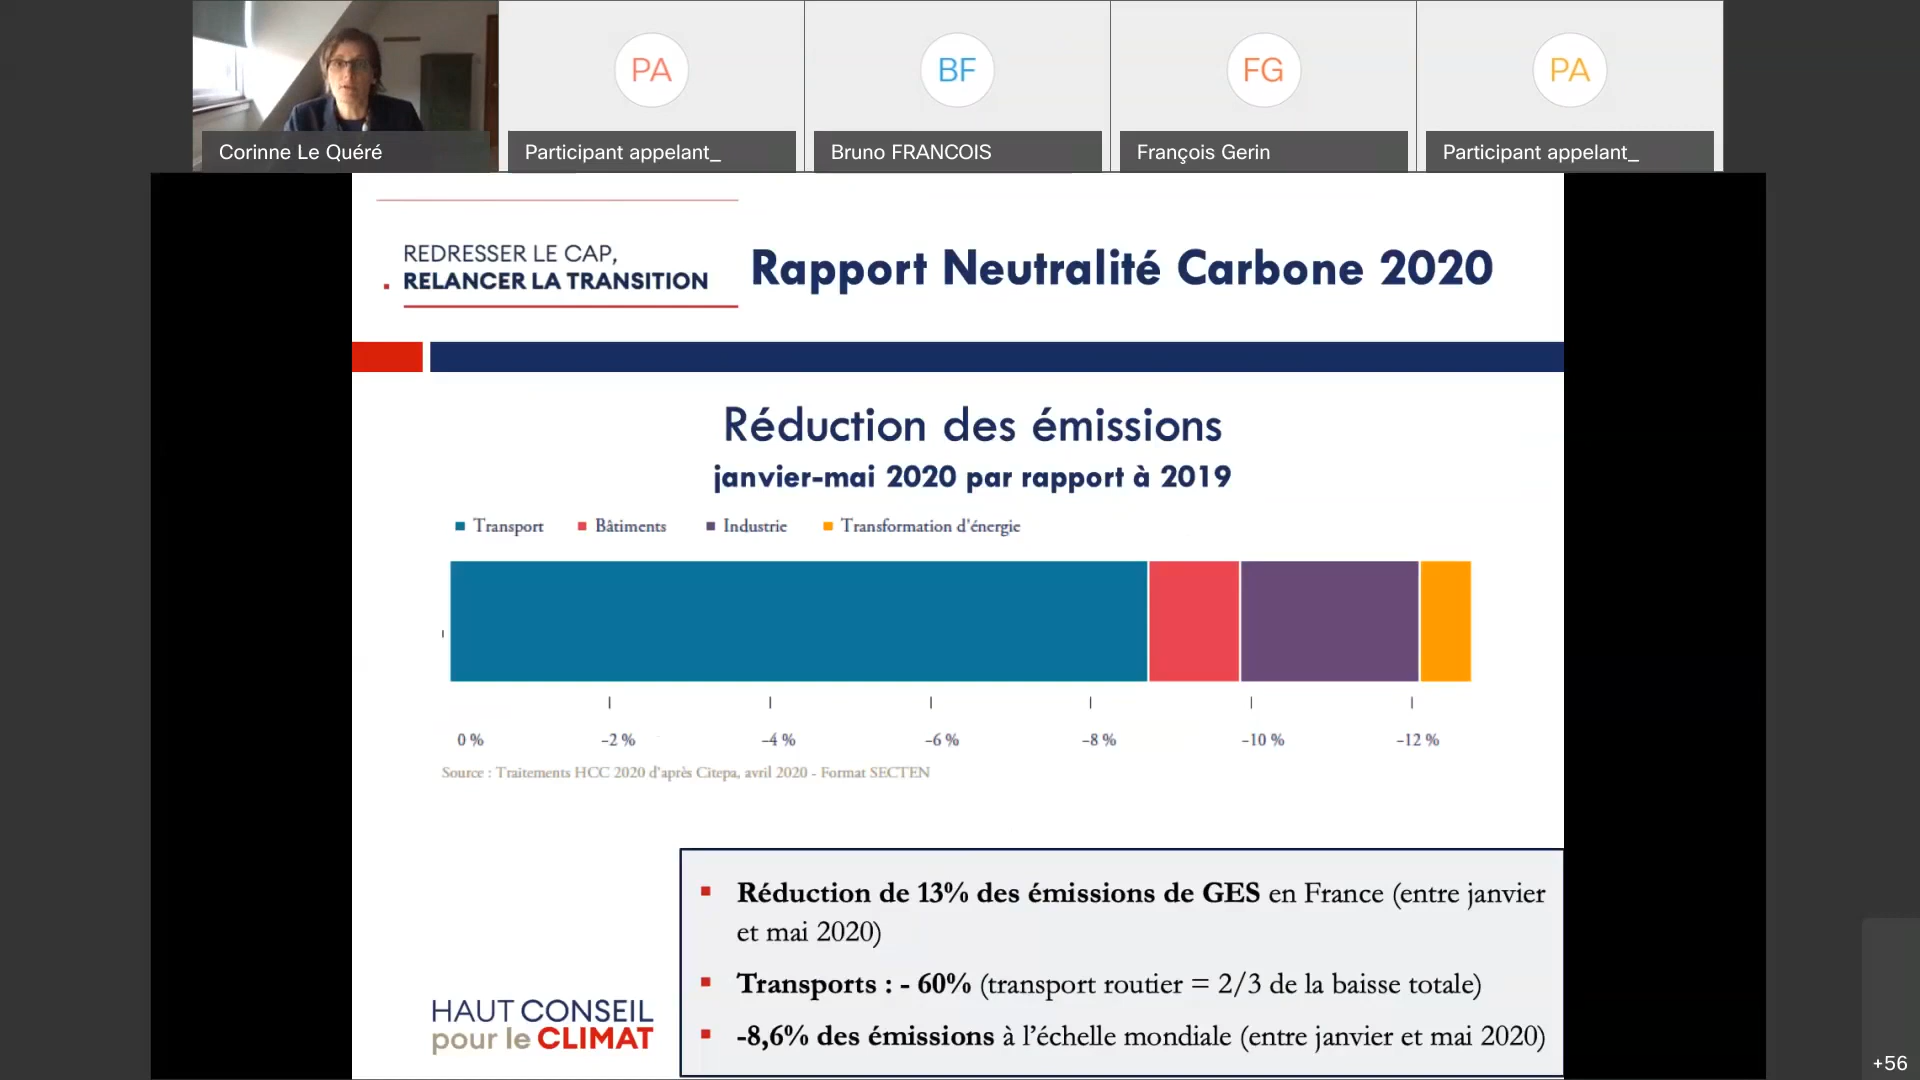 PA
BF
FG
PA
Corinne Le Quéré
Participant appelant_
Bruno FRANCOIS
François Gerin
Participant appelant_
REDRESSER LE CAP,
. RELANCER LA TRANSITION
Rapport Neutralité Carbone 2020
Réduction des émissions
janvier-mai 2020 par rapport à 2019
Transport
Bâtiments
Industrie
Transformation d'énergie
0 %
-2 %
-4 %
-6 %
-8 %
-10 %
-12 %
Source : Traitements HCC 2020 d'après Citepa, avril 2020 - Format SECTEN
▪ Réduction de 13% des émissions de GES en France (entre janvier
et mai 2020)
▪ Transports : - 60% (transport routier = 2/3 de la baisse totale)
▪ -8,6% des émissions à l'échelle mondiale (entre janvier et mai 2020)
HAUT CONSEIL
pour le CLIMAT
+56